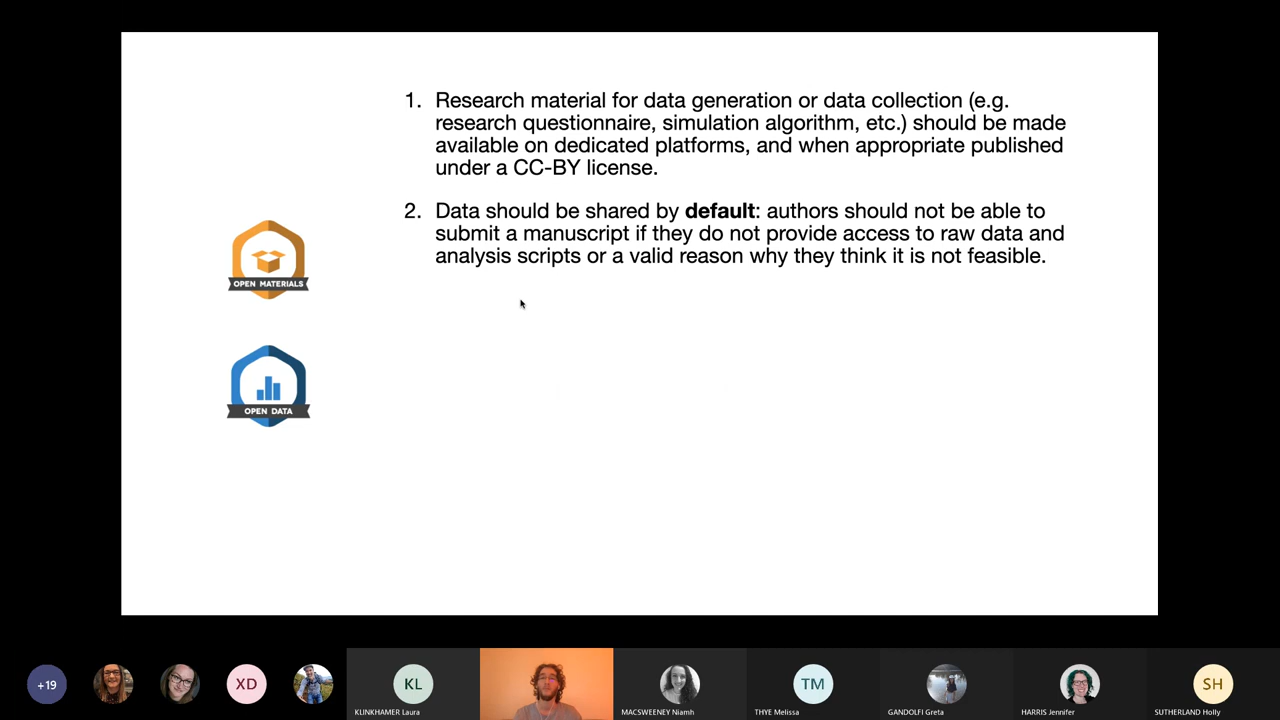 1. Research material for data generation or data collection (e.g.
research questionnaire, simulation algorithm, etc.) should be made
available on dedicated platforms, and when appropriate published
under a CC-BY license.
2. Data should be shared by default: authors should not be able to
submit a manuscript if they do not provide access to raw data and
analysis scripts or a valid reason why they think it is not feasible.
OPEN MATERIALS
OPEN DATA
+19
XD
KL
TM
SH
KLINKHAMER Laura
MACSWEENEY Niamh
THYE Melissa
GANDOLFI Greta
HARRIS Jennifer
SUTHERLAND Holly